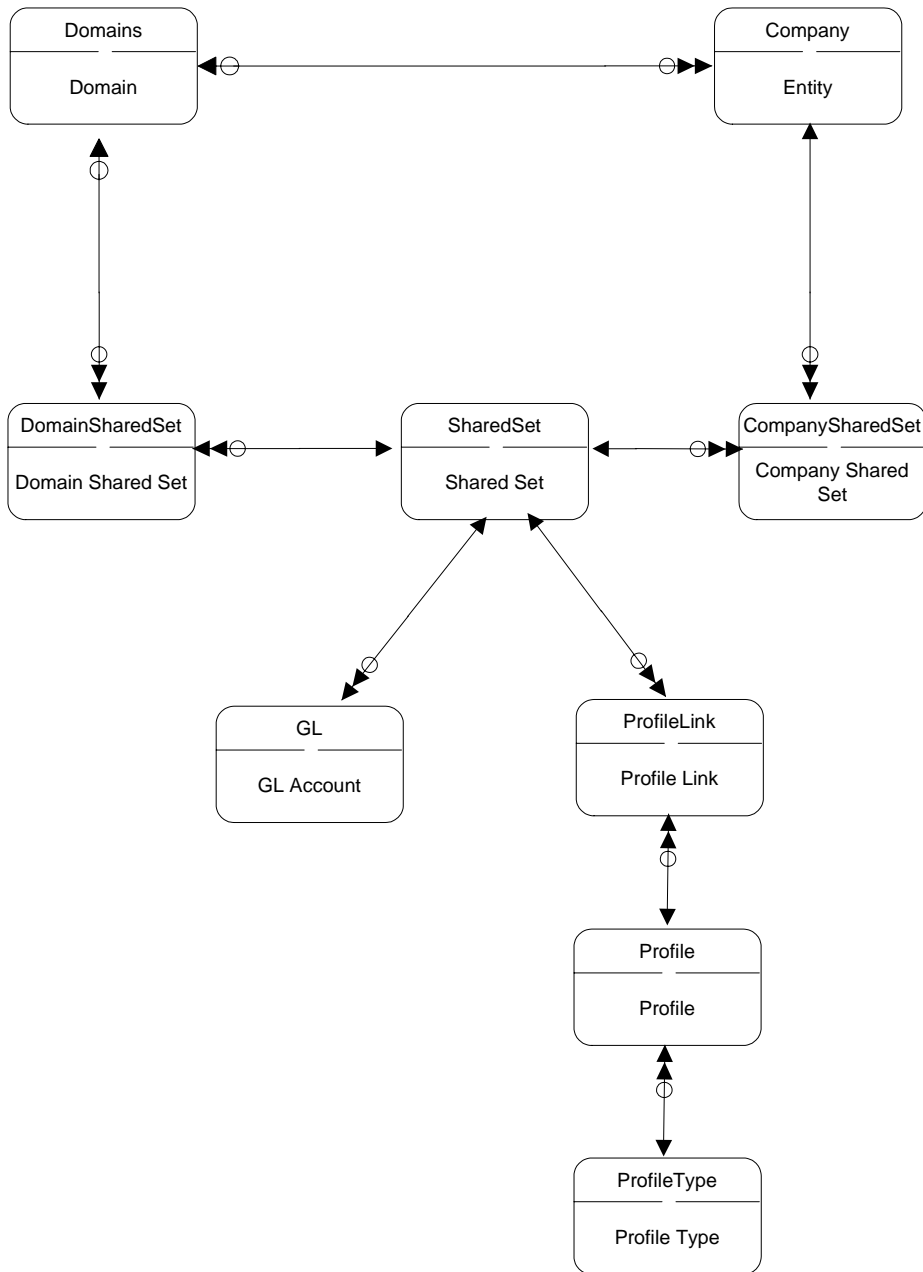 Domains
Domain
Company
Entity
DomainSharedSet
Domain Shared Set
SharedSet
Shared Set
CompanySharedSet
Company Shared
Set
GL
GL Account
ProfileLink
Profile Link
Profile
Profile
ProfileType
Profile Type